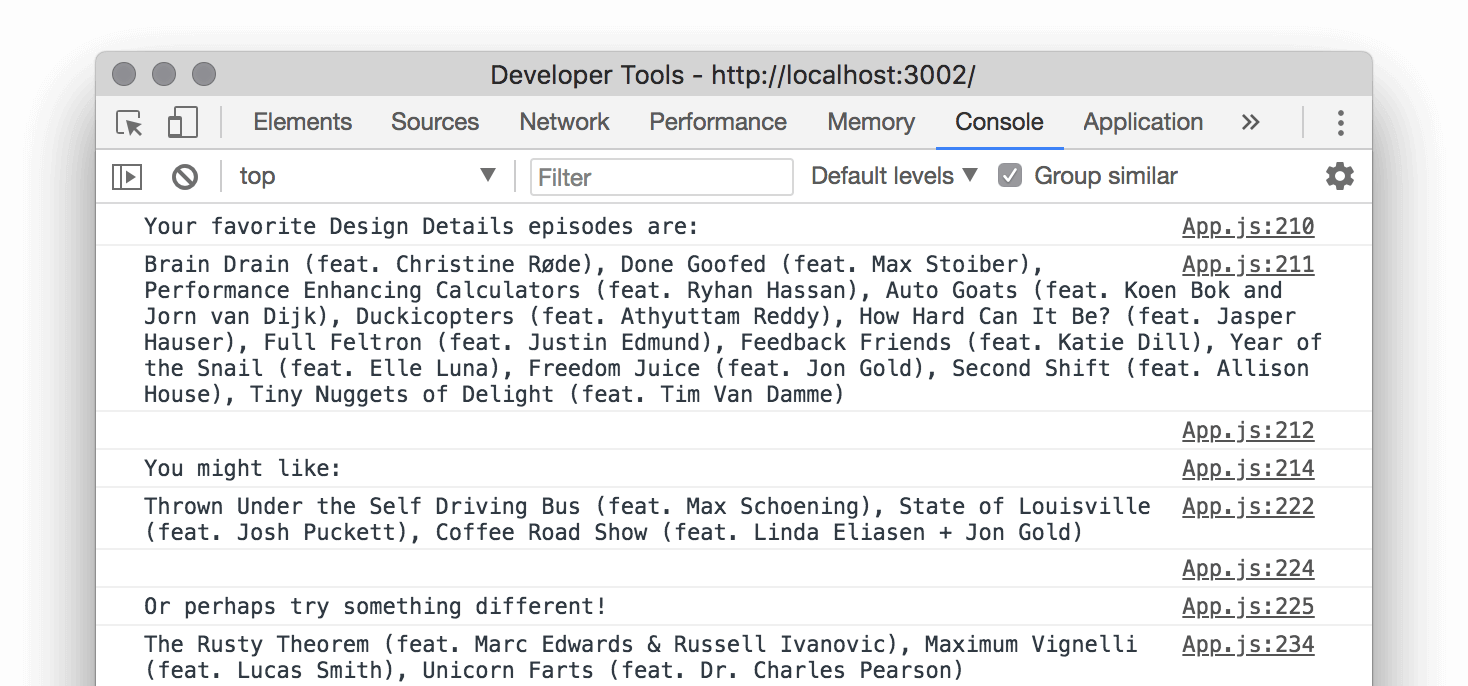 Developer Tools - http://localhost:3002/
Elements Sources Network Performance Memory Console Application »
top ▼ Filter Default levels ▼ Group similar
Your favorite Design Details episodes are: App.js:210
Brain Drain (feat. Christine Røde), Done Goofed (feat. Max Stoiber), App.js:211
Performance Enhancing Calculators (feat. Ryhan Hassan), Auto Goats (feat. Koen Bok and
Jorn van Dijk), Duckicopters (feat. Athyuttam Reddy), How Hard Can It Be? (feat. Jasper
Hauser), Full Feltron (feat. Justin Edmund), Feedback Friends (feat. Katie Dill), Year of
the Snail (feat. Elle Luna), Freedom Juice (feat. Jon Gold), Second Shift (feat. Allison
House), Tiny Nuggets of Delight (feat. Tim Van Damme)
App.js:212
You might like: App.js:214
Thrown Under the Self Driving Bus (feat. Max Schoening), State of Louisville App.js:222
(feat. Josh Puckett), Coffee Road Show (feat. Linda Eliasen + Jon Gold)
App.js:224
Or perhaps try something different! App.js:225
The Rusty Theorem (feat. Marc Edwards & Russell Ivanovic), Maximum Vignelli App.js:234
(feat. Lucas Smith), Unicorn Farts (feat. Dr. Charles Pearson)